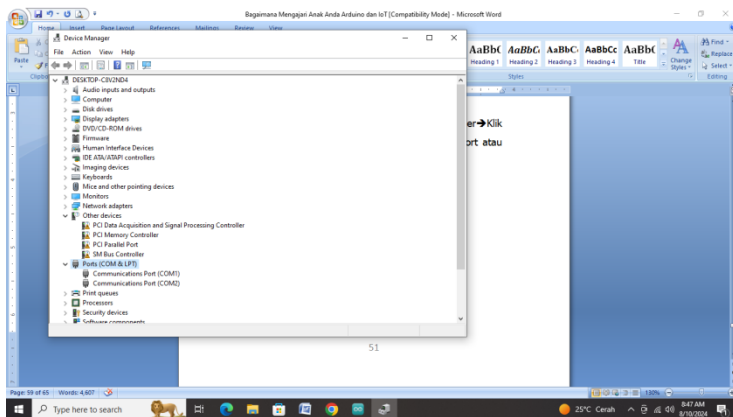 Bagaimana Mengajari Anak Anda Arduino dan IoT [Compatibility Mode] - Microsoft Word
Home Insert Page Layout References Mailings Review View
Paste
AaBb( AaBbC AaBbC AaBbCc AaBb(
Heading 1 Heading 2 Heading 3 Heading 4 Title
Change
Styles
Find
Replace
Select
Styles
Editing
Device Manager
File Action View Help
DESKTOP-C8V2ND4
Audio inputs and outputs
Computer
Disk drives
Display adapters
DVD/CD-ROM drives
Firmware
Human Interface Devices
IDE ATA/ATAPI controllers
Imaging devices
Keyboards
Mice and other pointing devices
Monitors
Network adapters
Other devices
PCI Data Acquisition and Signal Processing Controller
PCI Memory Controller
PCI Parallel Port
SM Bus Controller
Ports (COM & LPT)
Communications Port (COM1)
Communications Port (COM2)
Print queues
Processors
Security devices
Software components
er➔Klik
ort atau
51
Page: 59 of 65 Words: 4,607
130%
Type here to search
25°C Cerah
8:47 AM
8/10/2024